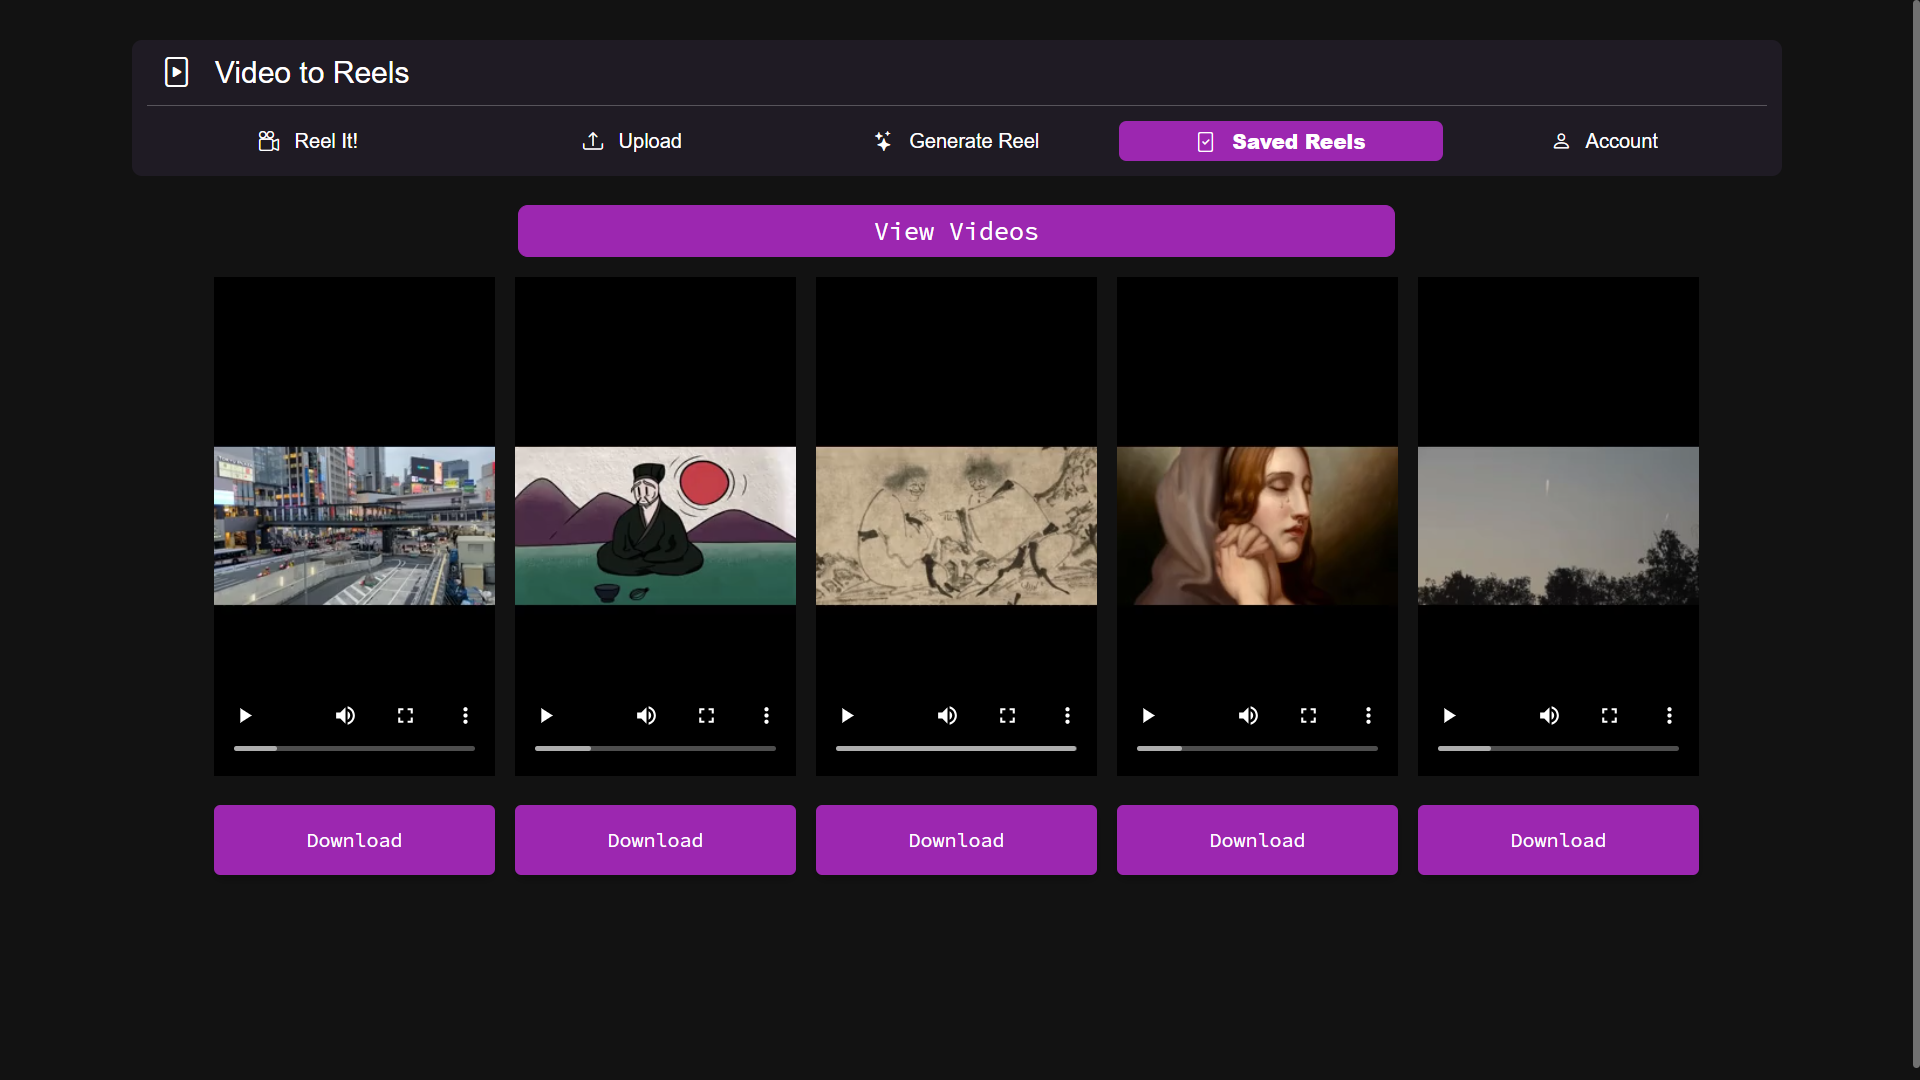 Video to Reels
Reel It!
Upload
Generate Reel
Saved Reels
Account
View Videos
Download
Download
Download
Download
Download